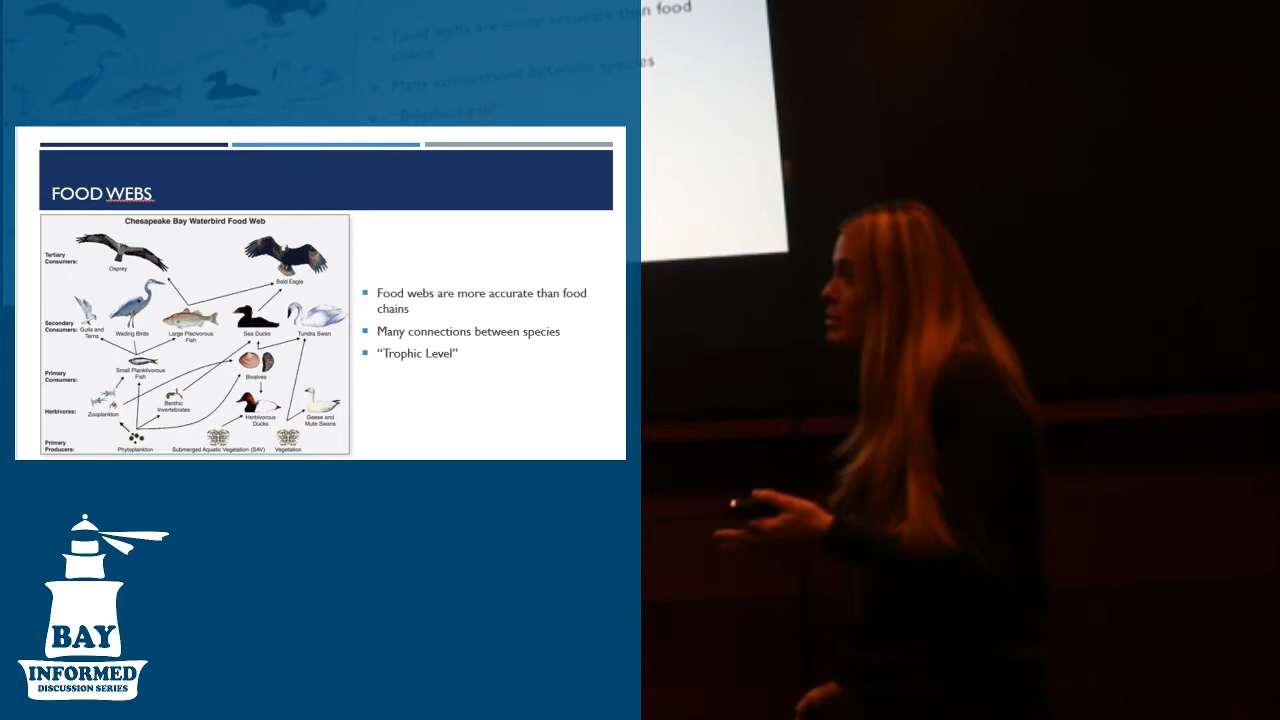 Food webs are more accurate than food
chains
Many connections between species
"Trophic Level"
FOOD WEBS
Chesapeake Bay Waterbird Food Web
Tertiary
Consumers:
Osprey
Bald Eagle
Secondary
Consumers:
Gulls and
Terns
Wading Birds
Large Piscivorous
Fish
Sea Ducks
Tundra Swan
Primary
Consumers:
Small Planktivorous
Fish
Bivalves
Herbivores:
Zooplankton
Benthic
Invertebrates
Herbivorous
Ducks
Geese and
Mute Swans
Primary
Producers:
Phytoplankton
Submerged Aquatic Vegetation (SAV)
Vegetation
Food webs are more accurate than food
chains
Many connections between species
“Trophic Level”
BAY
INFORMED
DISCUSSION SERIES